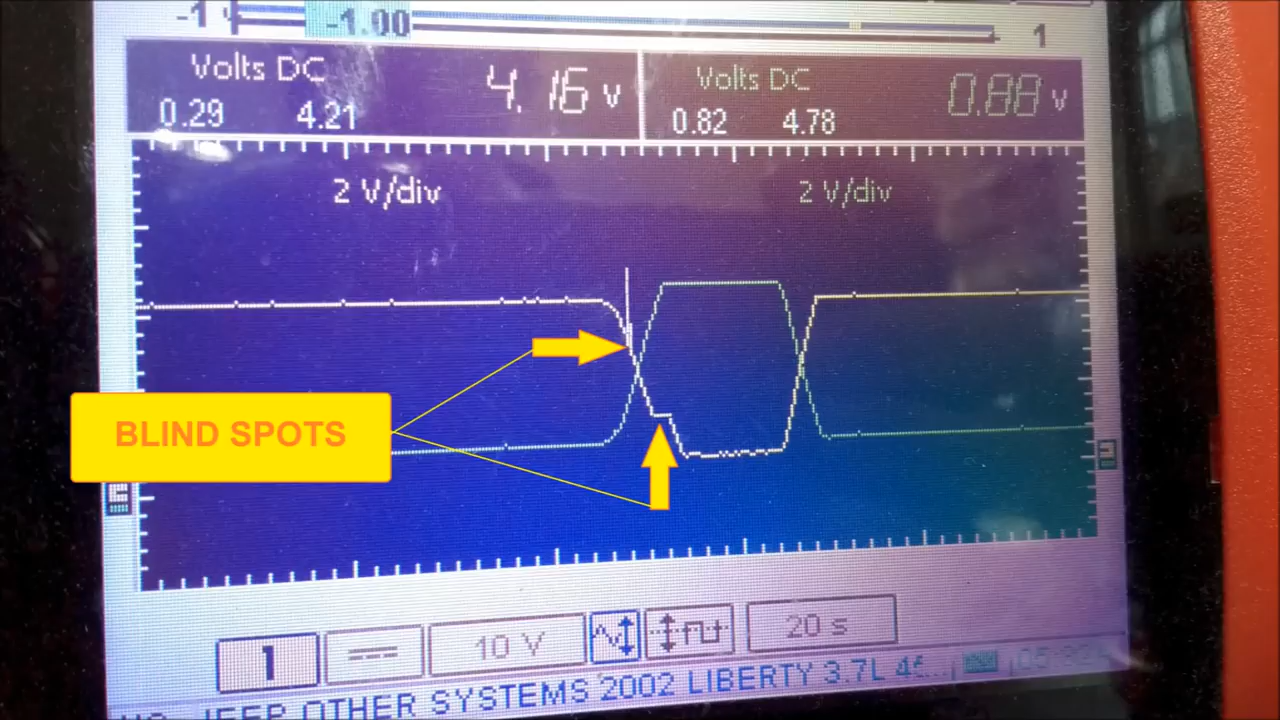 -1
-1.00
1
Volts DC
0.29 4.21
4.16 v
Volts DC
0.82 4.78
0.88 v
2 V/div
2 V/div
BLIND SPOTS
1
10 V
20 s
JEEP OTHER SYSTEMS 2002 LIBERTY 3.7L